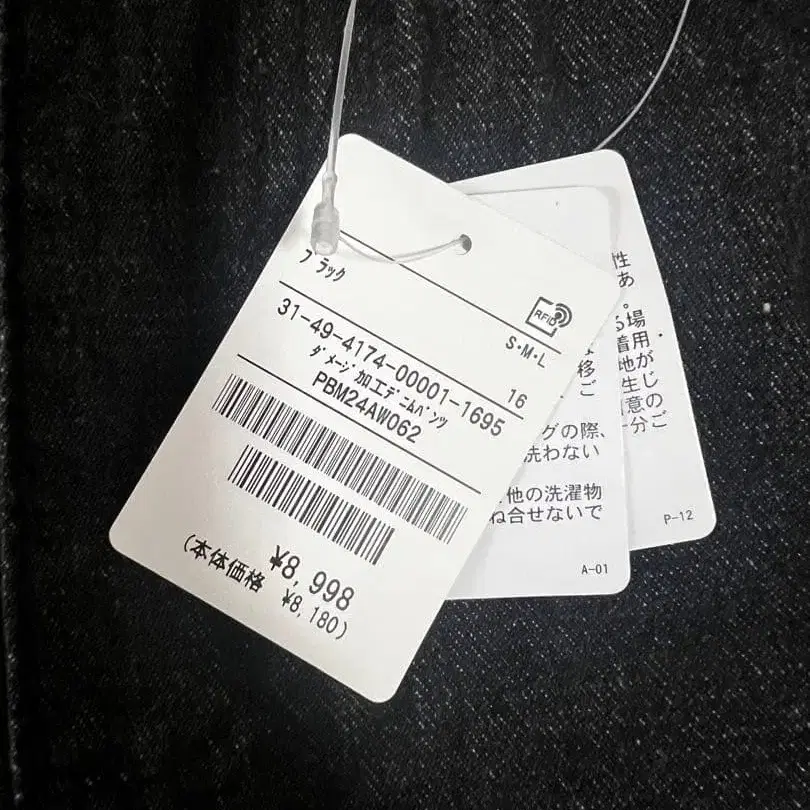 ブラック
RFID
S・M・L
31-49-4174-00001-1695
16
ダメージ加工デニムパンツ
PBM24AW062
¥8,998
(本体価格 ¥8,180)
移
ご
グの際、
洗わない
他の洗濯物
ね合せないで
A-01
性
あ
。
る場
着用
地が
生じ
意の
分ご
P-12